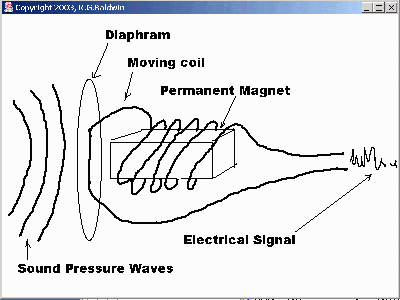 Copyright 2003, R.G.Baldwin
Diaphram
Moving coil
Permanent Magnet
Electrical Signal
Sound Pressure Waves